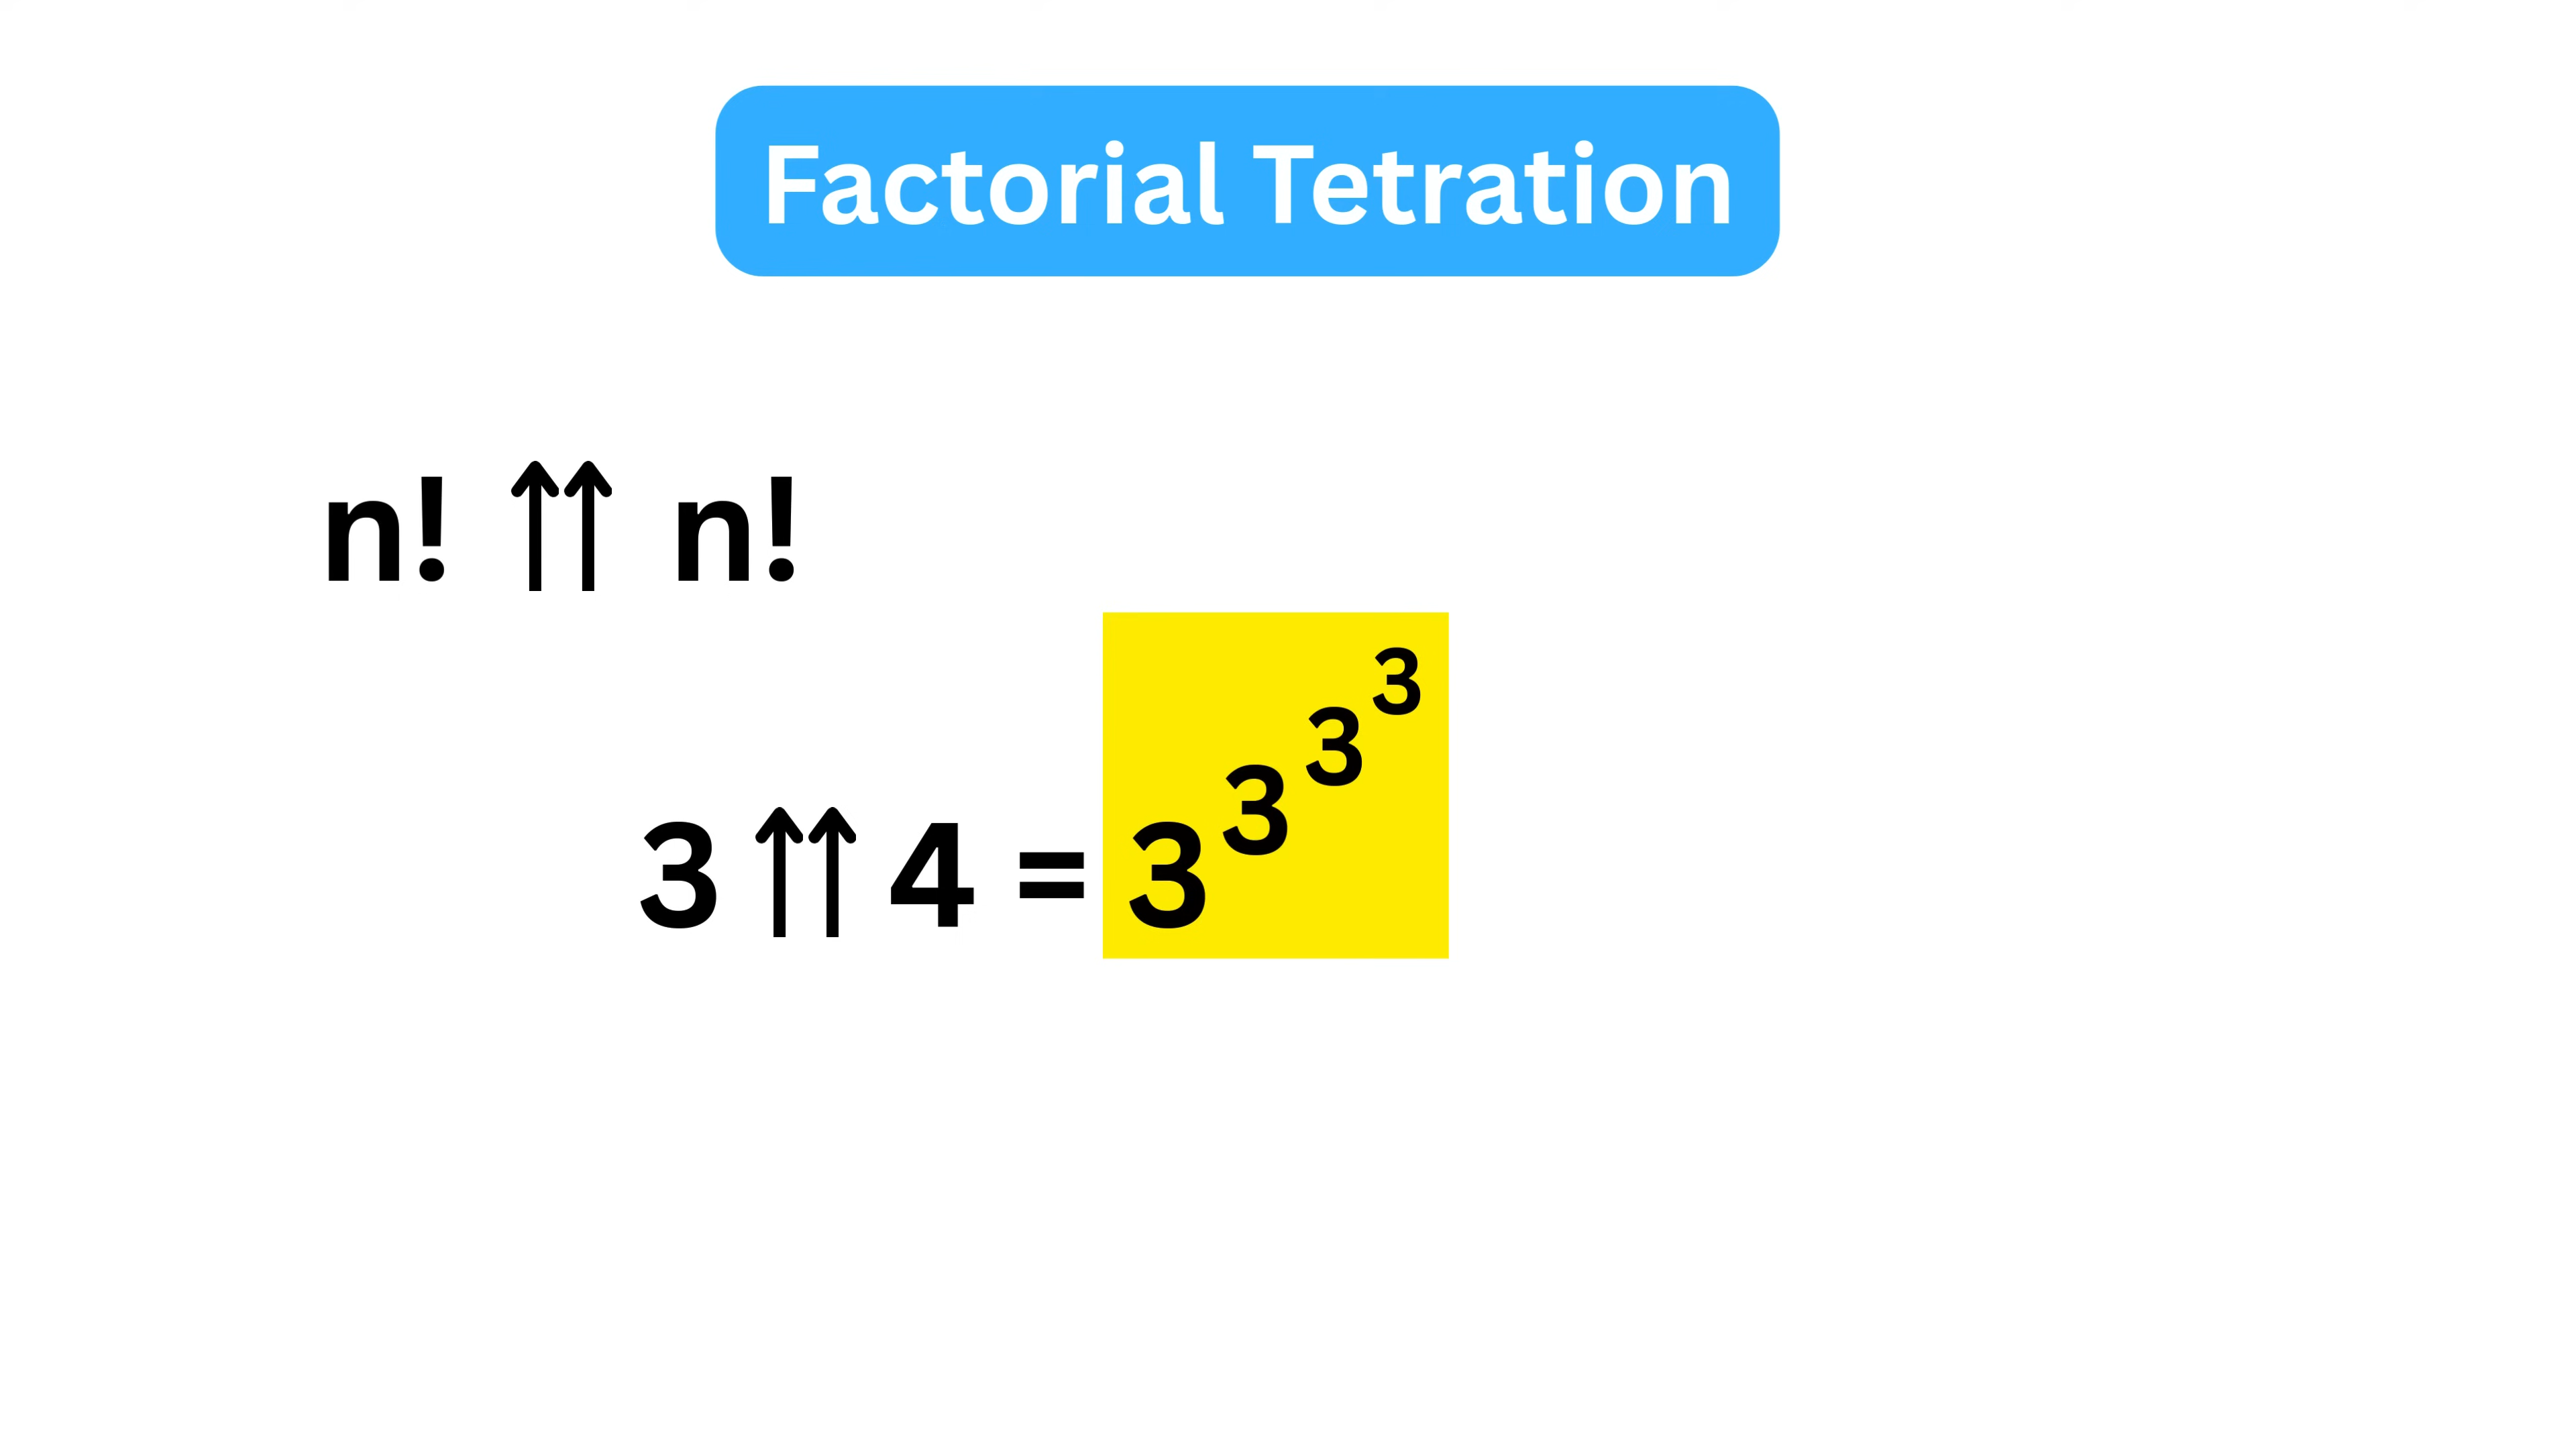 Factorial Tetration
n! ↑↑ n!
3 ↑↑ 4 = 3^3^3^3